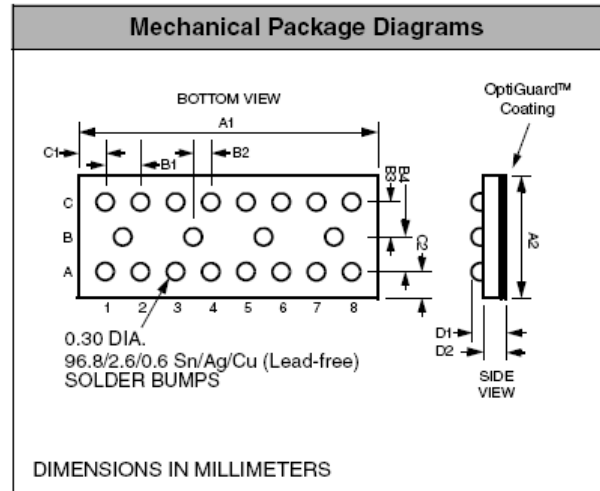 Mechanical Package Diagrams
BOTTOM VIEW
OptiGuard™
Coating
A1
C1
B1
B2
B3
B4
C
B
A
C2
A2
1 2 3 4 5 6 7 8
D1
D2
0.30 DIA.
96.8/2.6/0.6 Sn/Ag/Cu (Lead-free)
SOLDER BUMPS
SIDE
VIEW
DIMENSIONS IN MILLIMETERS